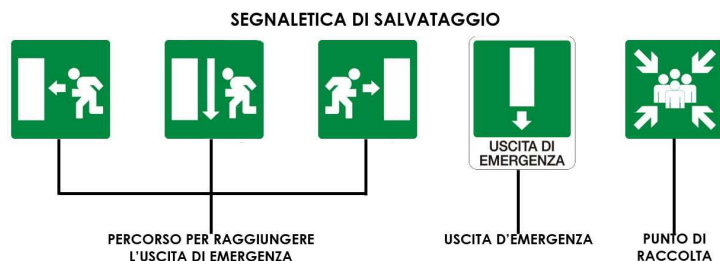 SEGNALETICA DI SALVATAGGIO
USCITA DI
EMERGENZA
PERCORSO PER RAGGIUNGERE
L'USCITA DI EMERGENZA
USCITA D'EMERGENZA
PUNTO DI
RACCOLTA